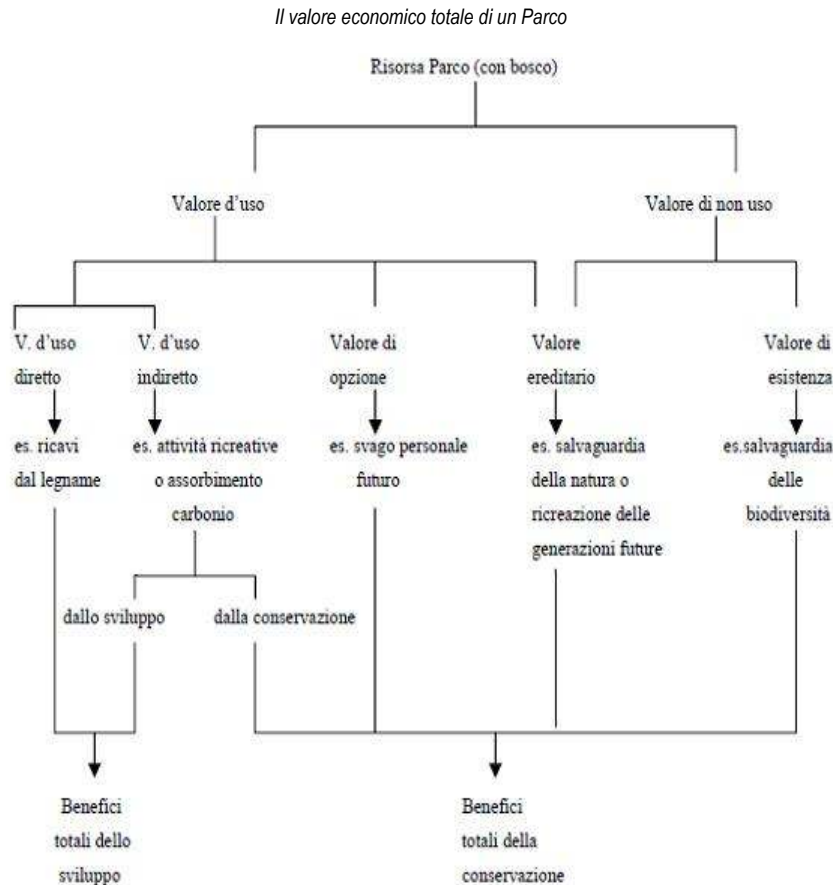 Il valore economico totale di un Parco
Risorsa Parco (con bosco)
Valore d'uso
Valore di non uso
V. d'uso
diretto
V. d'uso
indiretto
Valore di
opzione
Valore
ereditario
Valore di
esistenza
es. ricavi
dal legname
es. attività ricreative
o assorbimento
carbonio
es. svago personale
futuro
es. salvaguardia
della natura o
ricreazione delle
generazioni future
es.salvaguardia
delle
biodiversità
dallo sviluppo
dalla conservazione
Benefici
totali dello
sviluppo
Benefici
totali della
conservazione